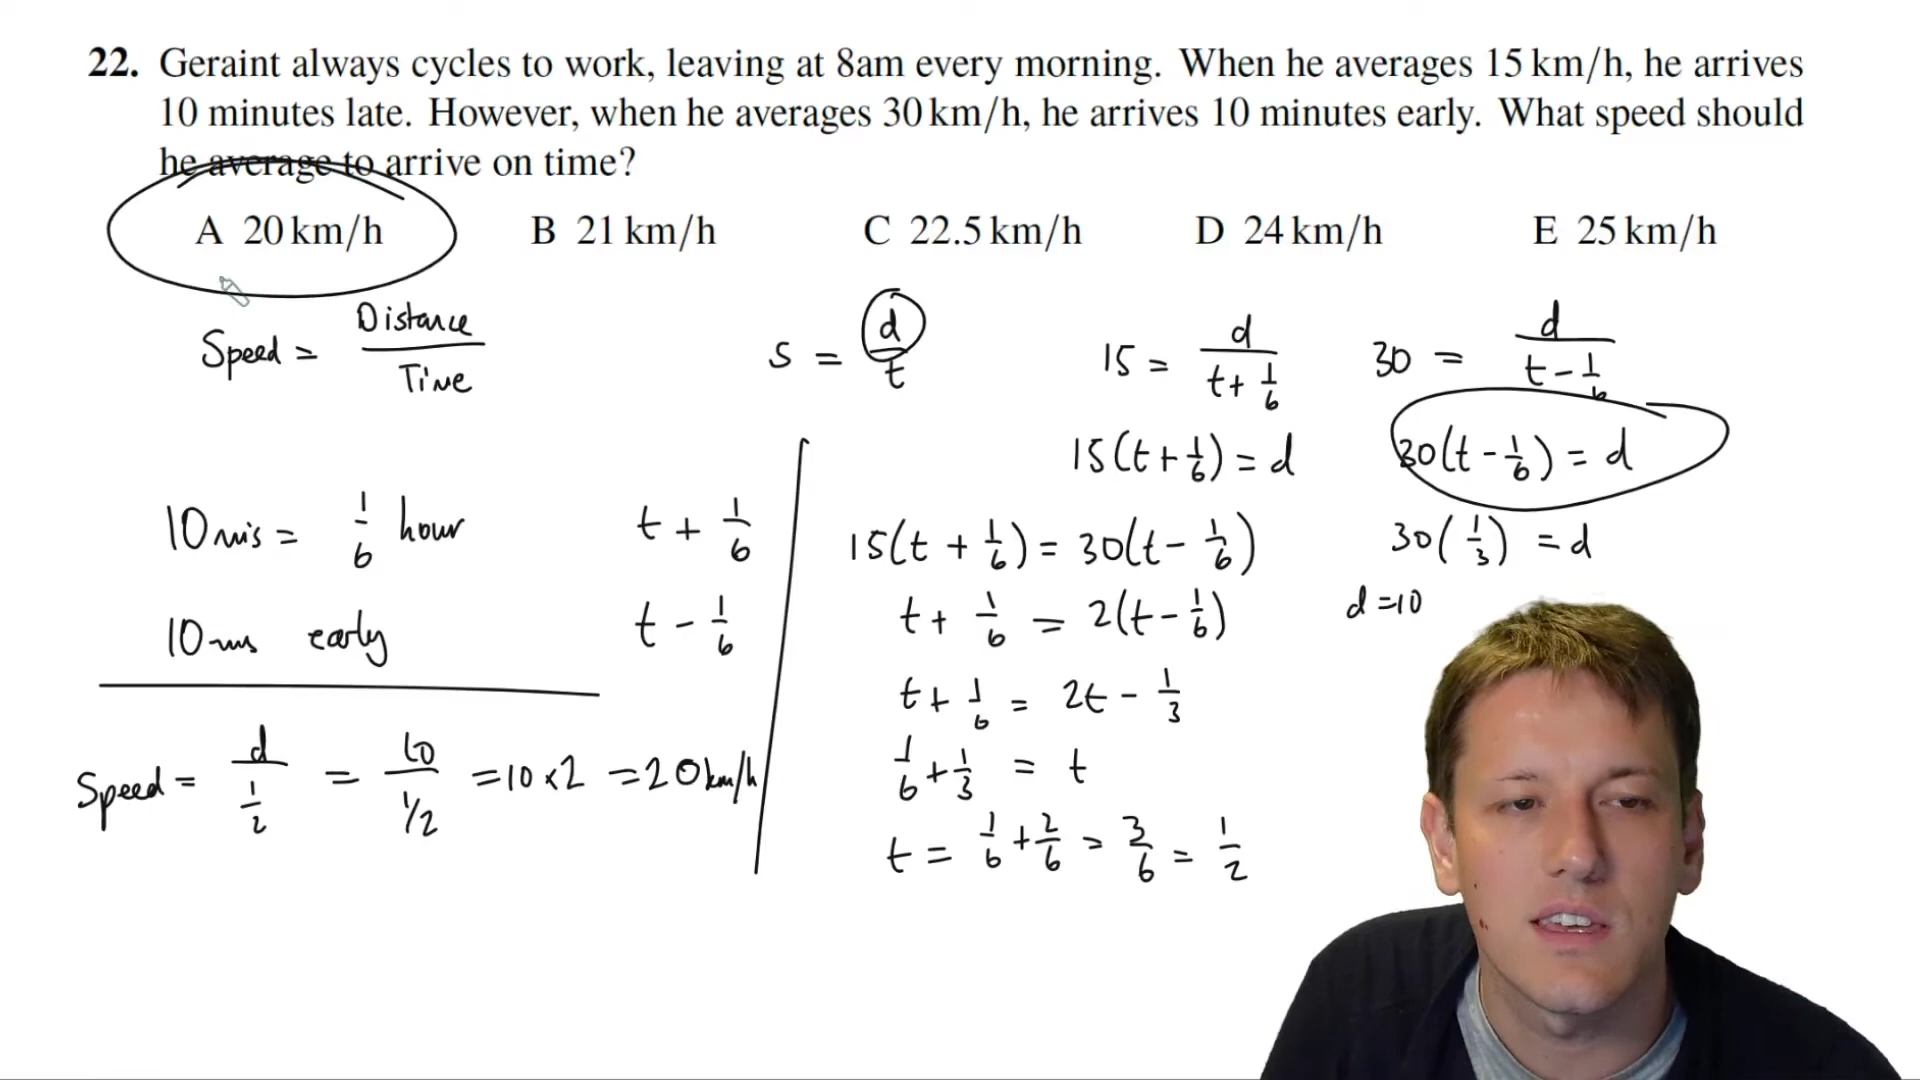 22. Geraint always cycles to work, leaving at 8am every morning. When he averages 15 km/h, he arrives
10 minutes late. However, when he averages 30 km/h, he arrives 10 minutes early. What speed should
he average to arrive on time?
A 20 km/h B 21 km/h C 22.5 km/h D 24 km/h E 25 km/h
Speed = Distance / Time
s = d/t
15 = d/(t + 1/6)
30 = d/(t - 1/6)
15(t + 1/6) = d
30(t - 1/6) = d
10 mis = 1/6 hour
t + 1/6
15(t + 1/6) = 30(t - 1/6)
30(1/3) = d
10 ms early
t - 1/6
t + 1/6 = 2(t - 1/6)
d = 10
t + 1/6 = 2t - 1/3
Speed = d/(1/2) = 10/(1/2) = 10 × 2 = 20 km/h
1/6 + 1/3 = t
t = 1/6 + 2/6 = 3/6 = 1/2